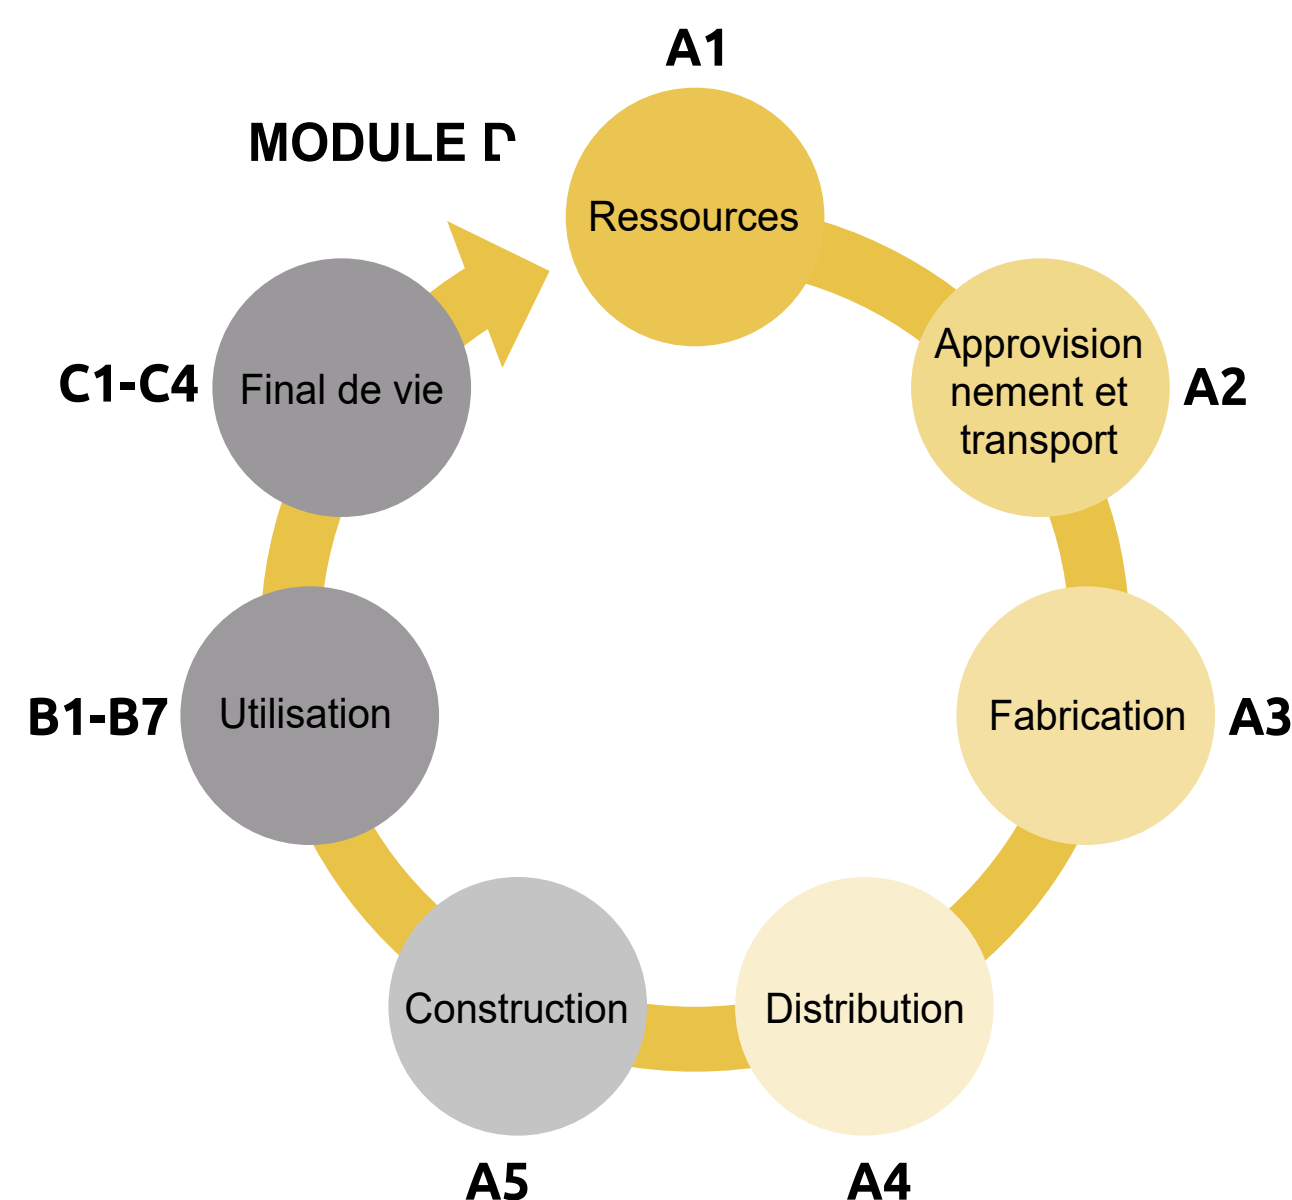 A1
MODULE D
Ressources
Approvision
nement et
transport
A2
C1-C4
Final de vie
Fabrication
A3
B1-B7
Utilisation
Distribution
A4
Construction
A5